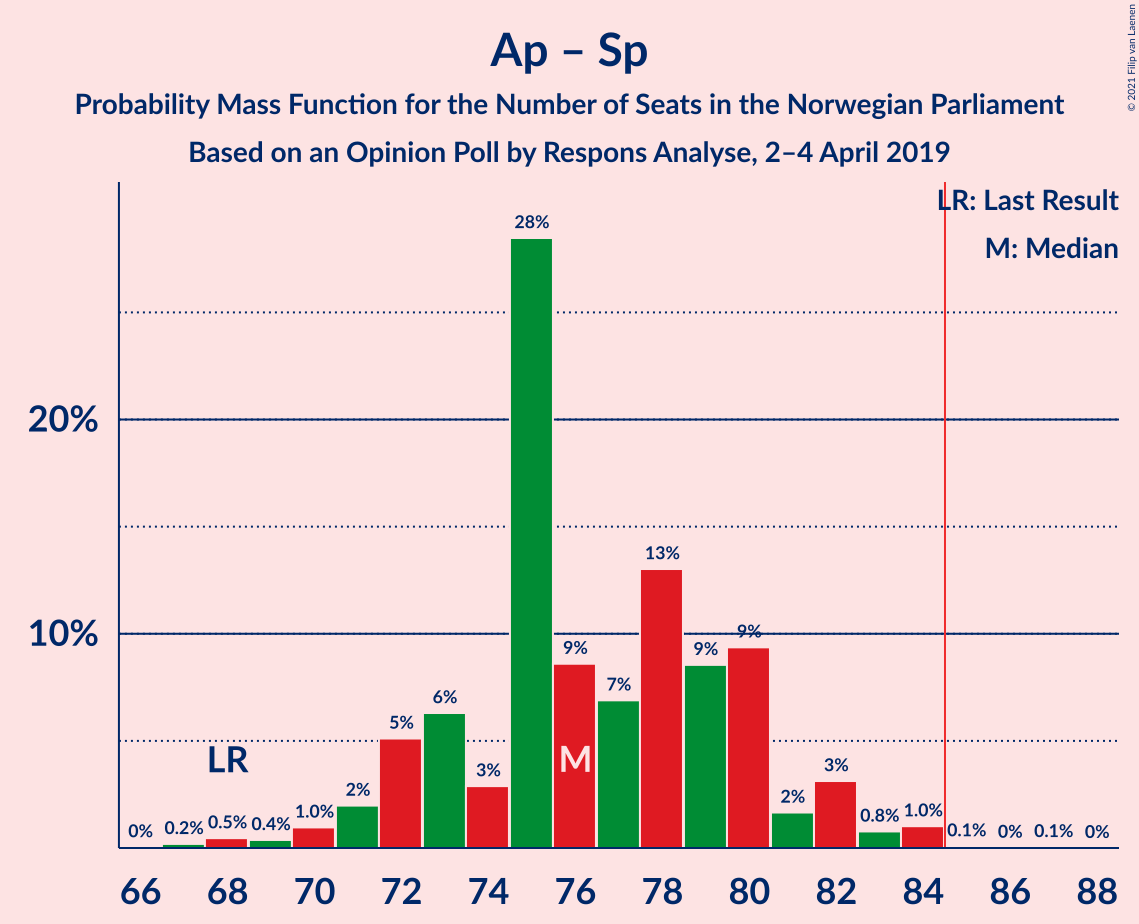 Ap – Sp
Probability Mass Function for the Number of Seats in the Norwegian Parliament
Based on an Opinion Poll by Respons Analyse, 2–4 April 2019
© 2021 Filip van Laenen
LR: Last Result
M: Median
20%
10%
0%
0.2%
0.5%
0.4%
1.0%
2%
5%
6%
3%
28%
9%
7%
13%
9%
9%
2%
3%
0.8%
1.0%
0.1%
0%
0.1%
0%
LR
M
66 68 70 72 74 76 78 80 82 84 86 88